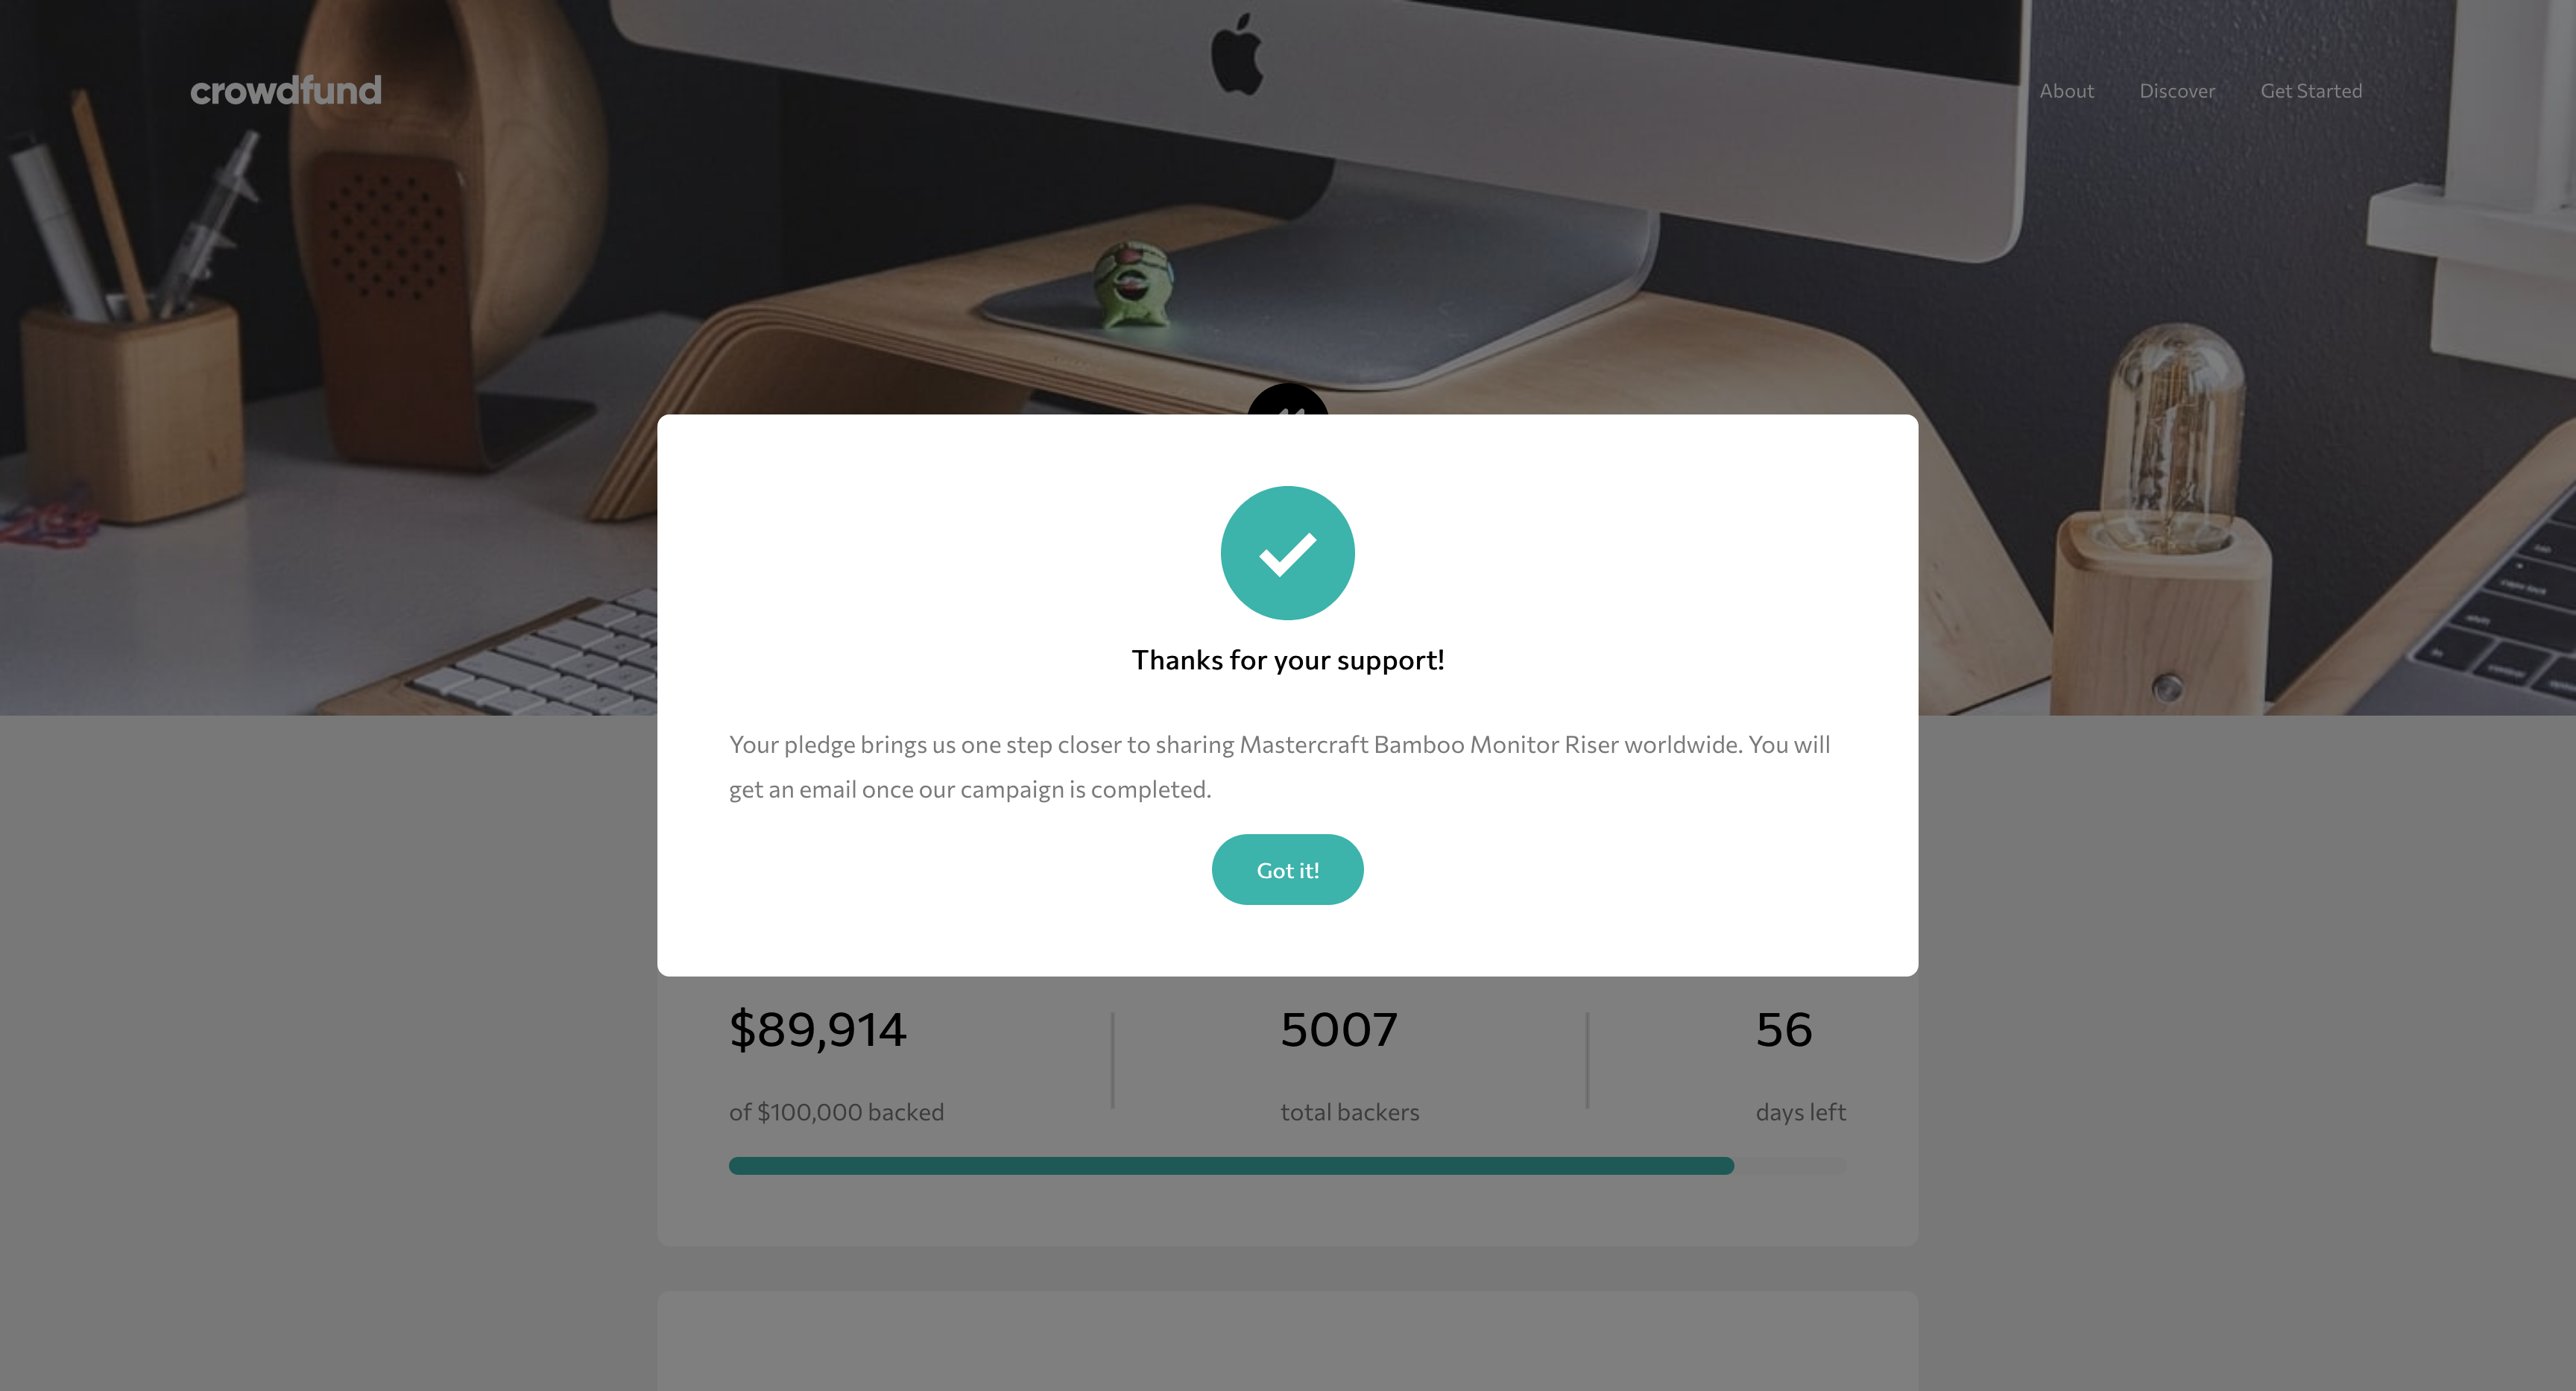 crowdfund
About Discover Get Started
Thanks for your support!
Your pledge brings us one step closer to sharing Mastercraft Bamboo Monitor Riser worldwide. You will
get an email once our campaign is completed.
Got it!
$89,914 5007 56
of $100,000 backed total backers days left